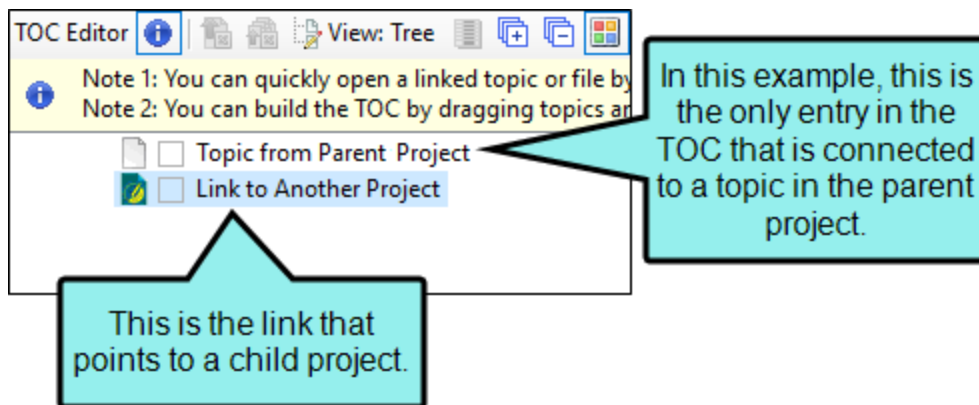 TOC Editor View: Tree
Note 1: You can quickly open a linked topic or file by
Note 2: You can build the TOC by dragging topics
Topic from Parent Project
Link to Another Project
In this example, this is
the only entry in the
TOC that is connected
to a topic in the parent
project.
This is the link that
points to a child project.